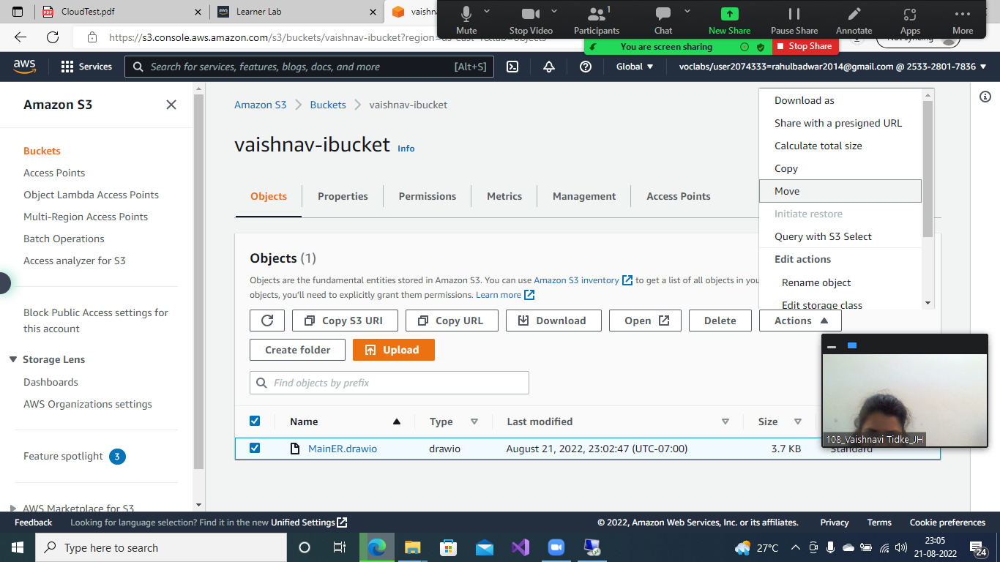 CloudTest.pdf
Learner Lab
vaishn
Mute
Stop Video
1
Participants
Chat
New Share
Pause Share
Annotate
Apps
More
https://s3.console.aws.amazon.com/s3/buckets/vaishnav-ibucket?region=us-east-1&tab=objects
Not syncing
You are screen sharing
Stop Share
aws
Services
Search for services, features, blogs, docs, and more
[Alt+S]
Global
voclabs/user2074333=rahulbadwar2014@gmail.com @ 2533-2801-7836
Amazon S3
Buckets
Access Points
Object Lambda Access Points
Multi-Region Access Points
Batch Operations
Access analyzer for S3
Block Public Access settings for
this account
Storage Lens
Dashboards
AWS Organizations settings
Feature spotlight 3
AWS Marketplace for S3
Amazon S3 Buckets vaishnav-ibucket
vaishnav-ibucket Info
Objects Properties Permissions Metrics Management Access Points
Download as
Share with a presigned URL
Calculate total size
Copy
Move
Initiate restore
Query with S3 Select
Edit actions
Rename object
Edit storage class
Objects (1)
Objects are the fundamental entities stored in Amazon S3. You can use Amazon S3 inventory to get a list of all objects in you
objects, you'll need to explicitly grant them permissions. Learn more
Copy S3 URI Copy URL Download Open Delete Actions
Create folder Upload
Find objects by prefix
Name Type Last modified Size
MainER.drawio drawio August 21, 2022, 23:02:47 (UTC-07:00) 3.7 KB Standard
108_Vaishnavi Tidke_JH
Feedback Looking for language selection? Find it in the new Unified Settings
© 2022, Amazon Web Services, Inc. or its affiliates. Privacy Terms Cookie preferences
Type here to search
27°C
23:05
21-08-2022
24